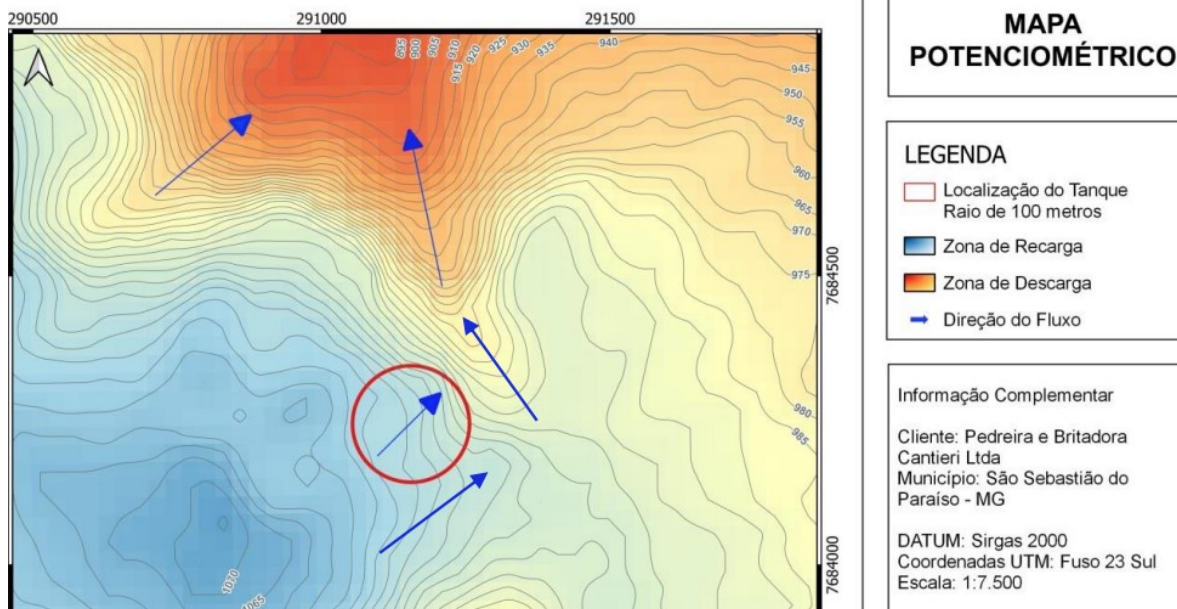 290500
291000
291500
895
900
905
910
915
920
925
930
935
940
945
950
955
960
965
970
975
980
985
1070
1065
7684500
7684000
MAPA
POTENCIOMÉTRICO
LEGENDA
Localização do Tanque
Raio de 100 metros
Zona de Recarga
Zona de Descarga
Direção do Fluxo
Informação Complementar
Cliente: Pedreira e Britadora
Cantieri Ltda
Município: São Sebastião do
Paraíso - MG
DATUM: Sirgas 2000
Coordenadas UTM: Fuso 23 Sul
Escala: 1:7.500